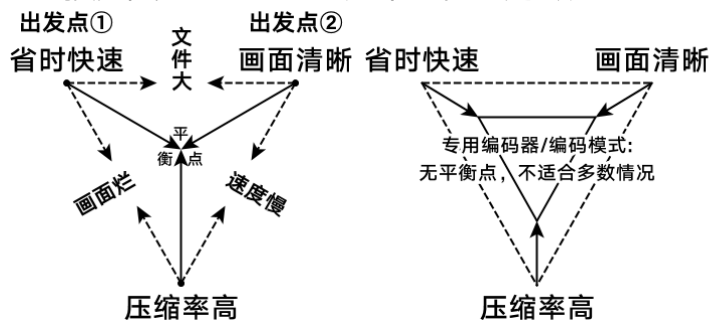 出发点①
出发点②
省时快速
文件大
画面清晰
平
衡点
画面烂
速度慢
压缩率高
省时快速
画面清晰
专用编码器/编码模式:
无平衡点，不适合多数情况
压缩率高